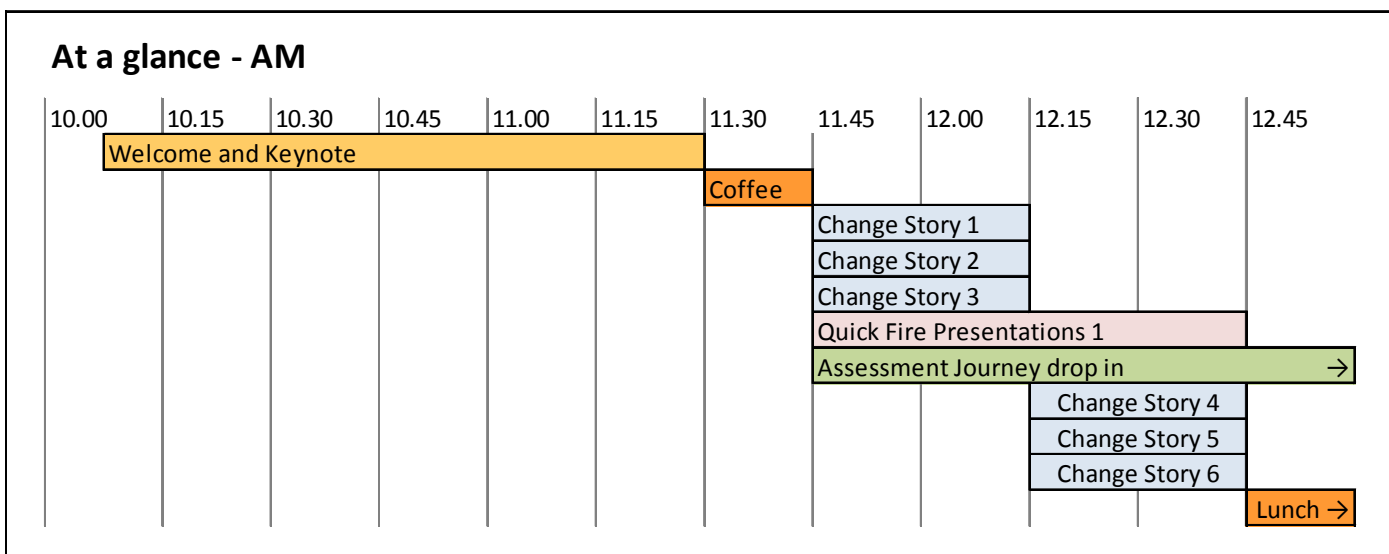 At a glance - AM
10.00 10.15 10.30 10.45 11.00 11.15 11.30 11.45 12.00 12.15 12.30 12.45
Welcome and Keynote
Coffee
Change Story 1
Change Story 2
Change Story 3
Quick Fire Presentations 1
Assessment Journey drop in →
Change Story 4
Change Story 5
Change Story 6
Lunch →